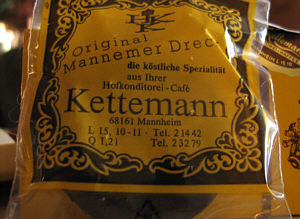 Original
Mannemer Drec
die köstliche Spezialität
aus Ihrer
Hofkonditorei - Café
Kettemann
68161 Mannheim
L 15, 10-11 · Tel. 21442
Q 1,21 Tel. 23279